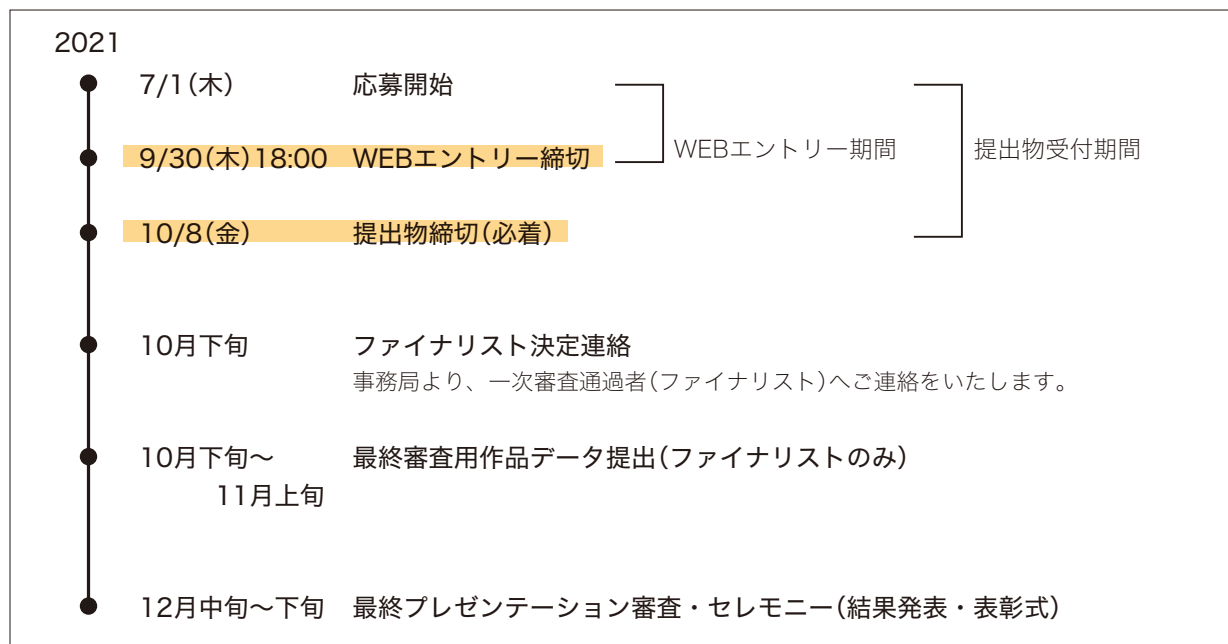 2021
7/1(木) 応募開始
9/30(木)18:00 WEBエントリー締切
WEBエントリー期間
提出物受付期間
10/8(金) 提出物締切(必着)
10月下旬 ファイナリスト決定連絡
事務局より、一次審査通過者(ファイナリスト)へご連絡をいたします。
10月下旬〜 最終審査用作品データ提出(ファイナリストのみ)
11月上旬
12月中旬〜下旬 最終プレゼンテーション審査・セレモニー(結果発表・表彰式)